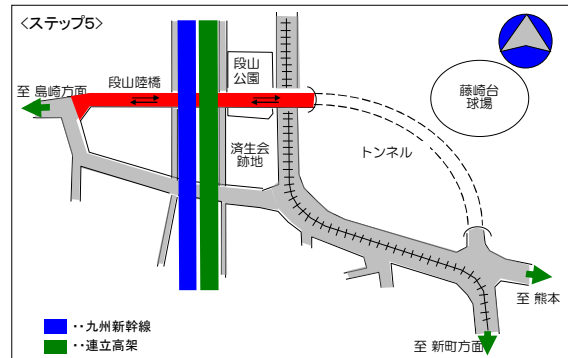 <ステップ5>
段山陸橋
段山
公園
至 島崎方面
藤崎台
球場
済生会
跡地
トンネル
至 熊本
至 新町方面
・・九州新幹線
・・連立高架